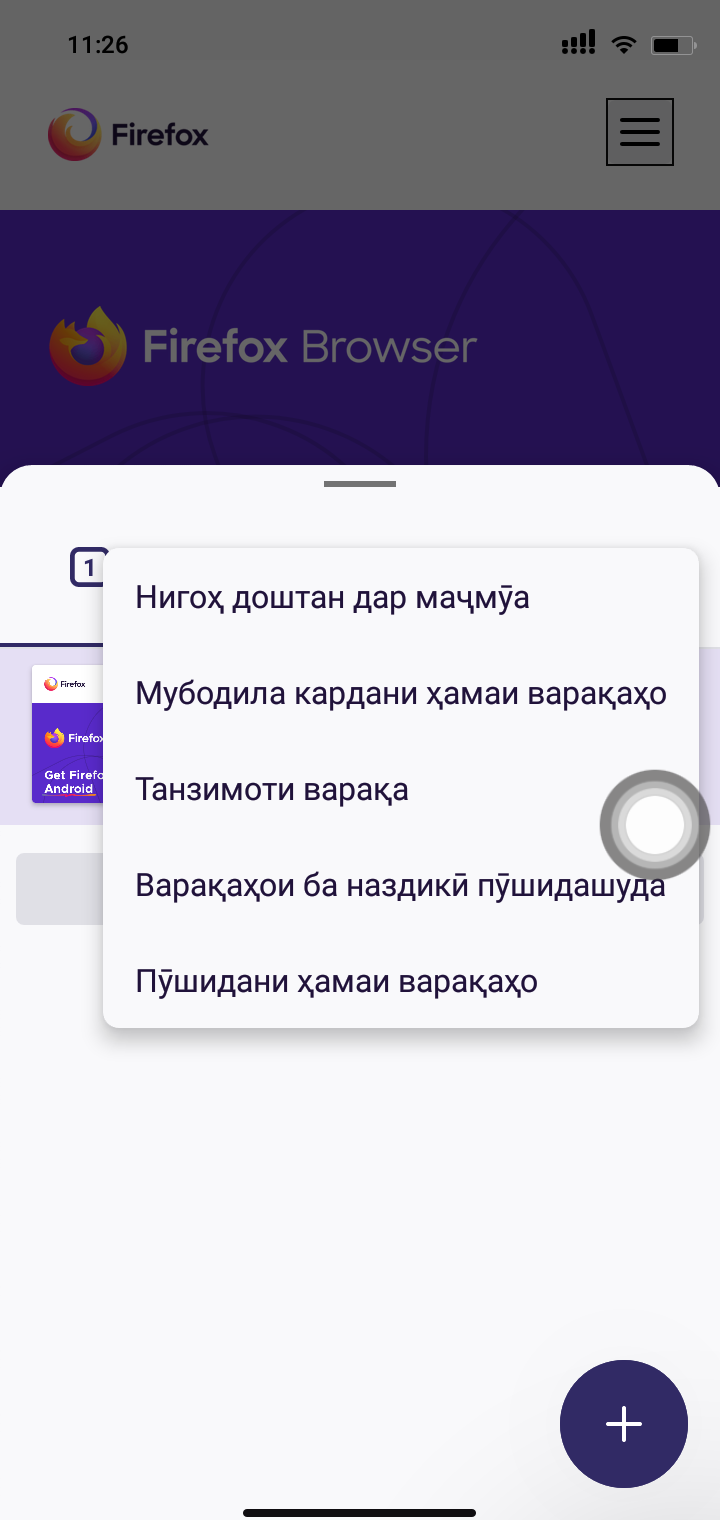 11:26
Firefox
Firefox Browser
1
Нигоҳ доштан дар маҷмӯа
Мубодила кардани ҳамаи варақаҳо
Firefox
Firefox
Get Firefo
Android
Танзимоти варақа
Варақаҳои ба наздикӣ пӯшидашуда
Пӯшидани ҳамаи варақаҳо